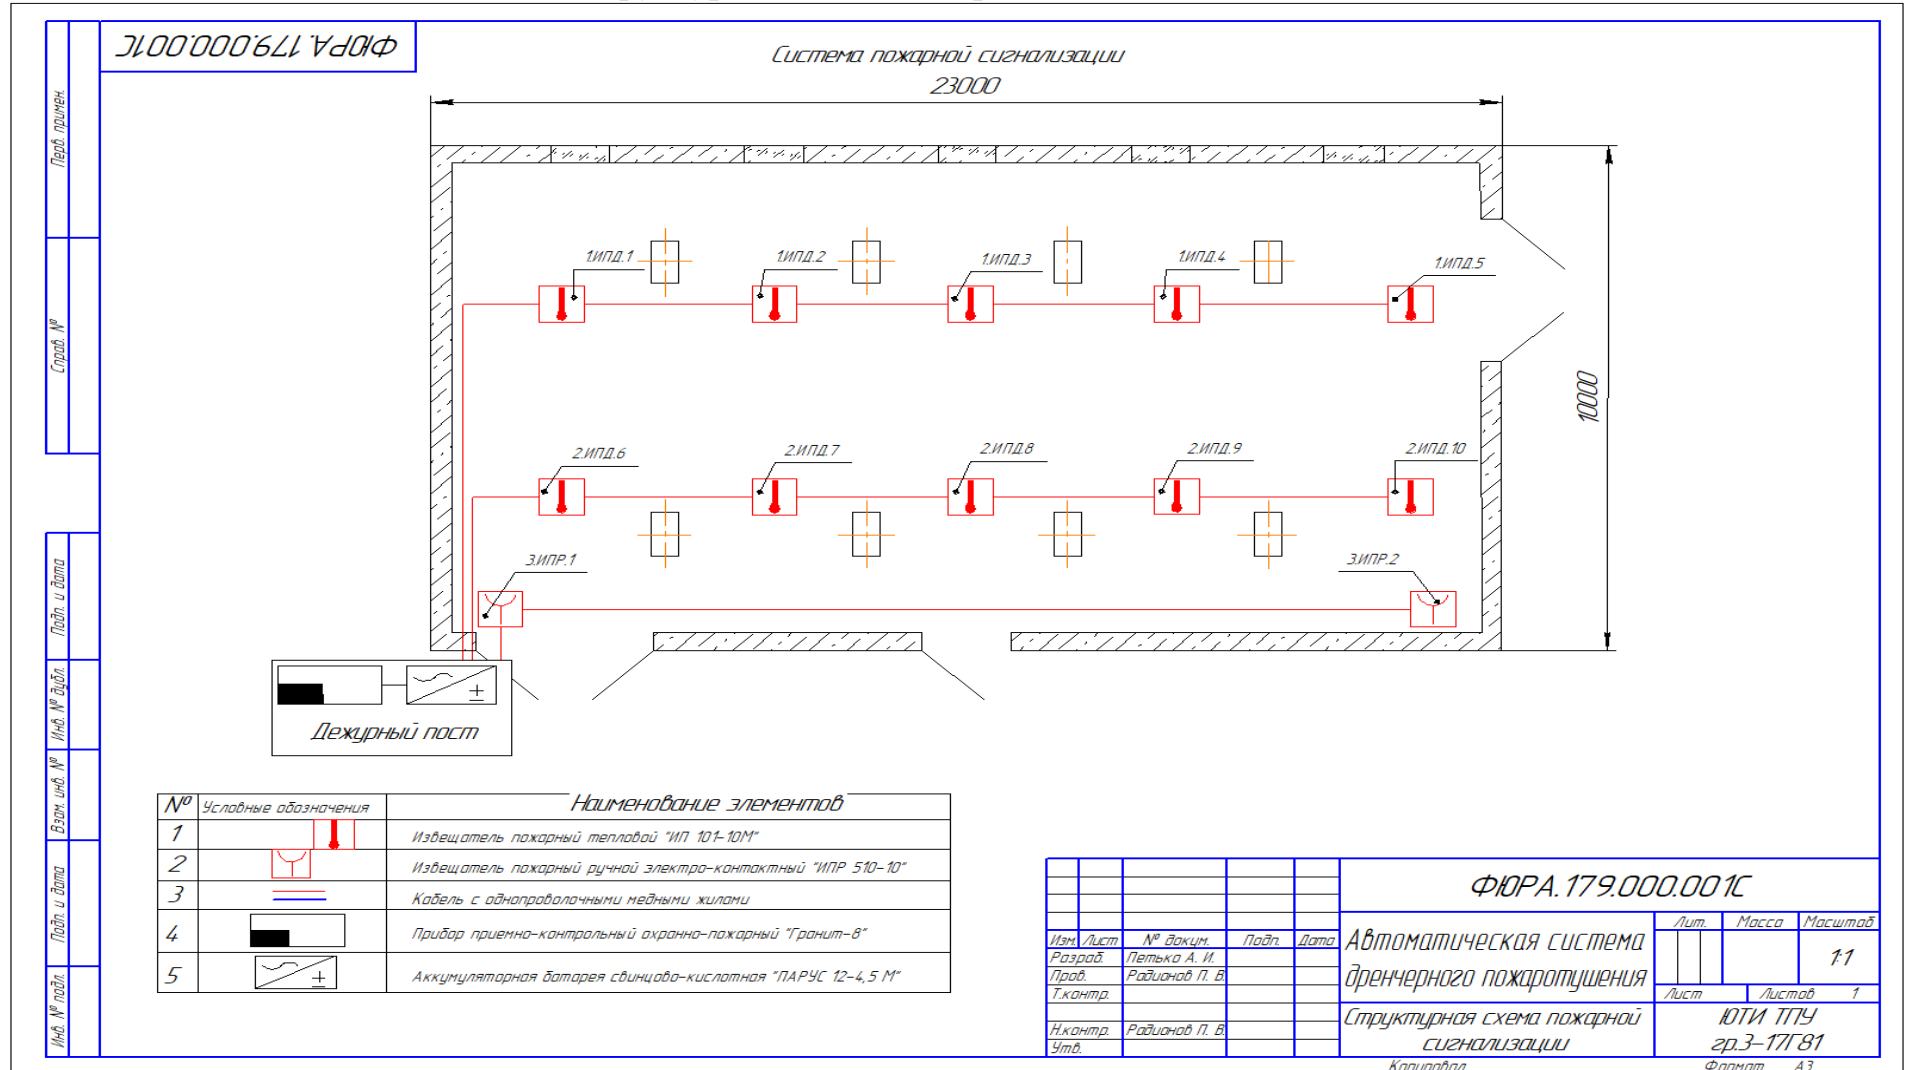 ФЮРА.179.000.001С
Система пожарной сигнализации
23000
10000
Перв. примен.
Справ. №
Подп. и дата
Инв. № дубл.
Взам. инв. №
Подп. и дата
Инв. № подл.
1.ИПД.1
1.ИПД.2
1.ИПД.3
1.ИПД.4
1.ИПД.5
2.ИПД.6
2.ИПД.7
2.ИПД.8
2.ИПД.9
2.ИПД.10
3.ИПР.1
3.ИПР.2
Дежурный пост
№ Условные обозначения Наименование элементов
1 Извещатель пожарный тепловой "ИП 101-10М"
2 Извещатель пожарный ручной электро-контактный "ИПР 510-10"
3 Кабель с однопроволочными медными жилами
4 Прибор приемно-контрольный охранно-пожарный "Гранит-8"
5 Аккумуляторная батарея свинцово-кислотная "ПАРУС 12-4,5 М"
ФЮРА.179.000.001С
Изм. Лист № докум. Подп. Дата
Разраб. Петько А. И.
Пров. Радионов П. В.
Т.контр.
Н.контр. Радионов П. В.
Утв.
Автоматическая система
дренчерного пожаротушения
Лит. Масса Масштаб
1:1
Лист Листов 1
Структурная схема пожарной
сигнализации
ЮТИ ТПУ
гр.З-17Г81
Копировал Формат А3